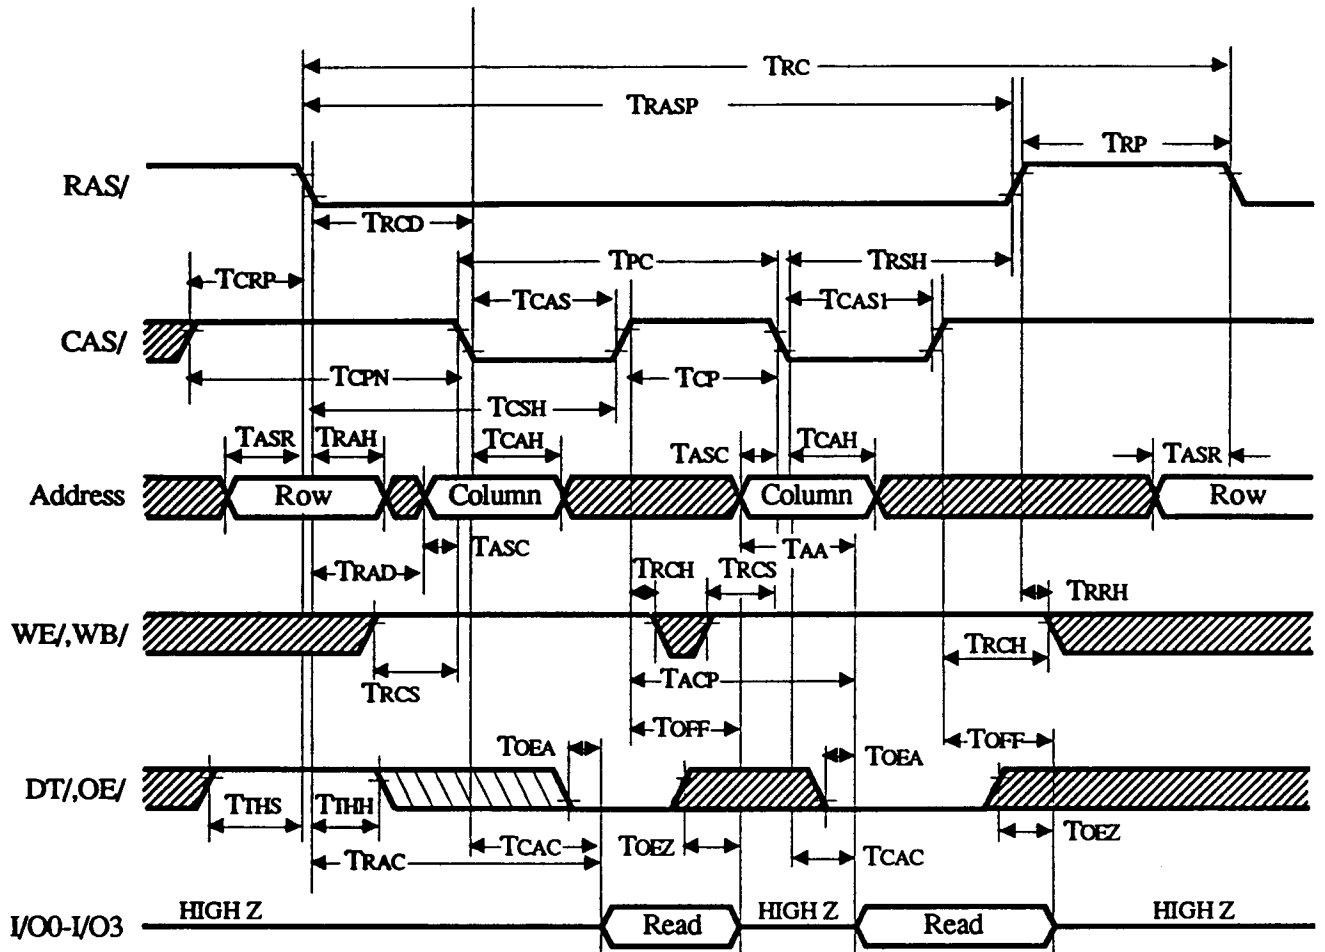 TRC
TRASP
TRP
RAS/
TRCD
TPC
TRSH
TCRP
TCAS
TCAS1
CAS/
TCPN
TCP
TCSH
TASR
TRAH
TCAH
TASC
TCAH
TASR
Address
Row
Column
Column
Row
TASC
TAA
TRAD
TRCH
TRCS
TRRH
WE/,WB/
TRCH
TRCS
TACP
TOFF
TOFF
TOEA
TOEA
DT/,OE/
TTHS
TTHH
TOEZ
TCAC
TOEZ
TCAC
TRAC
I/O0-I/O3
HIGH Z
Read
HIGH Z
Read
HIGH Z